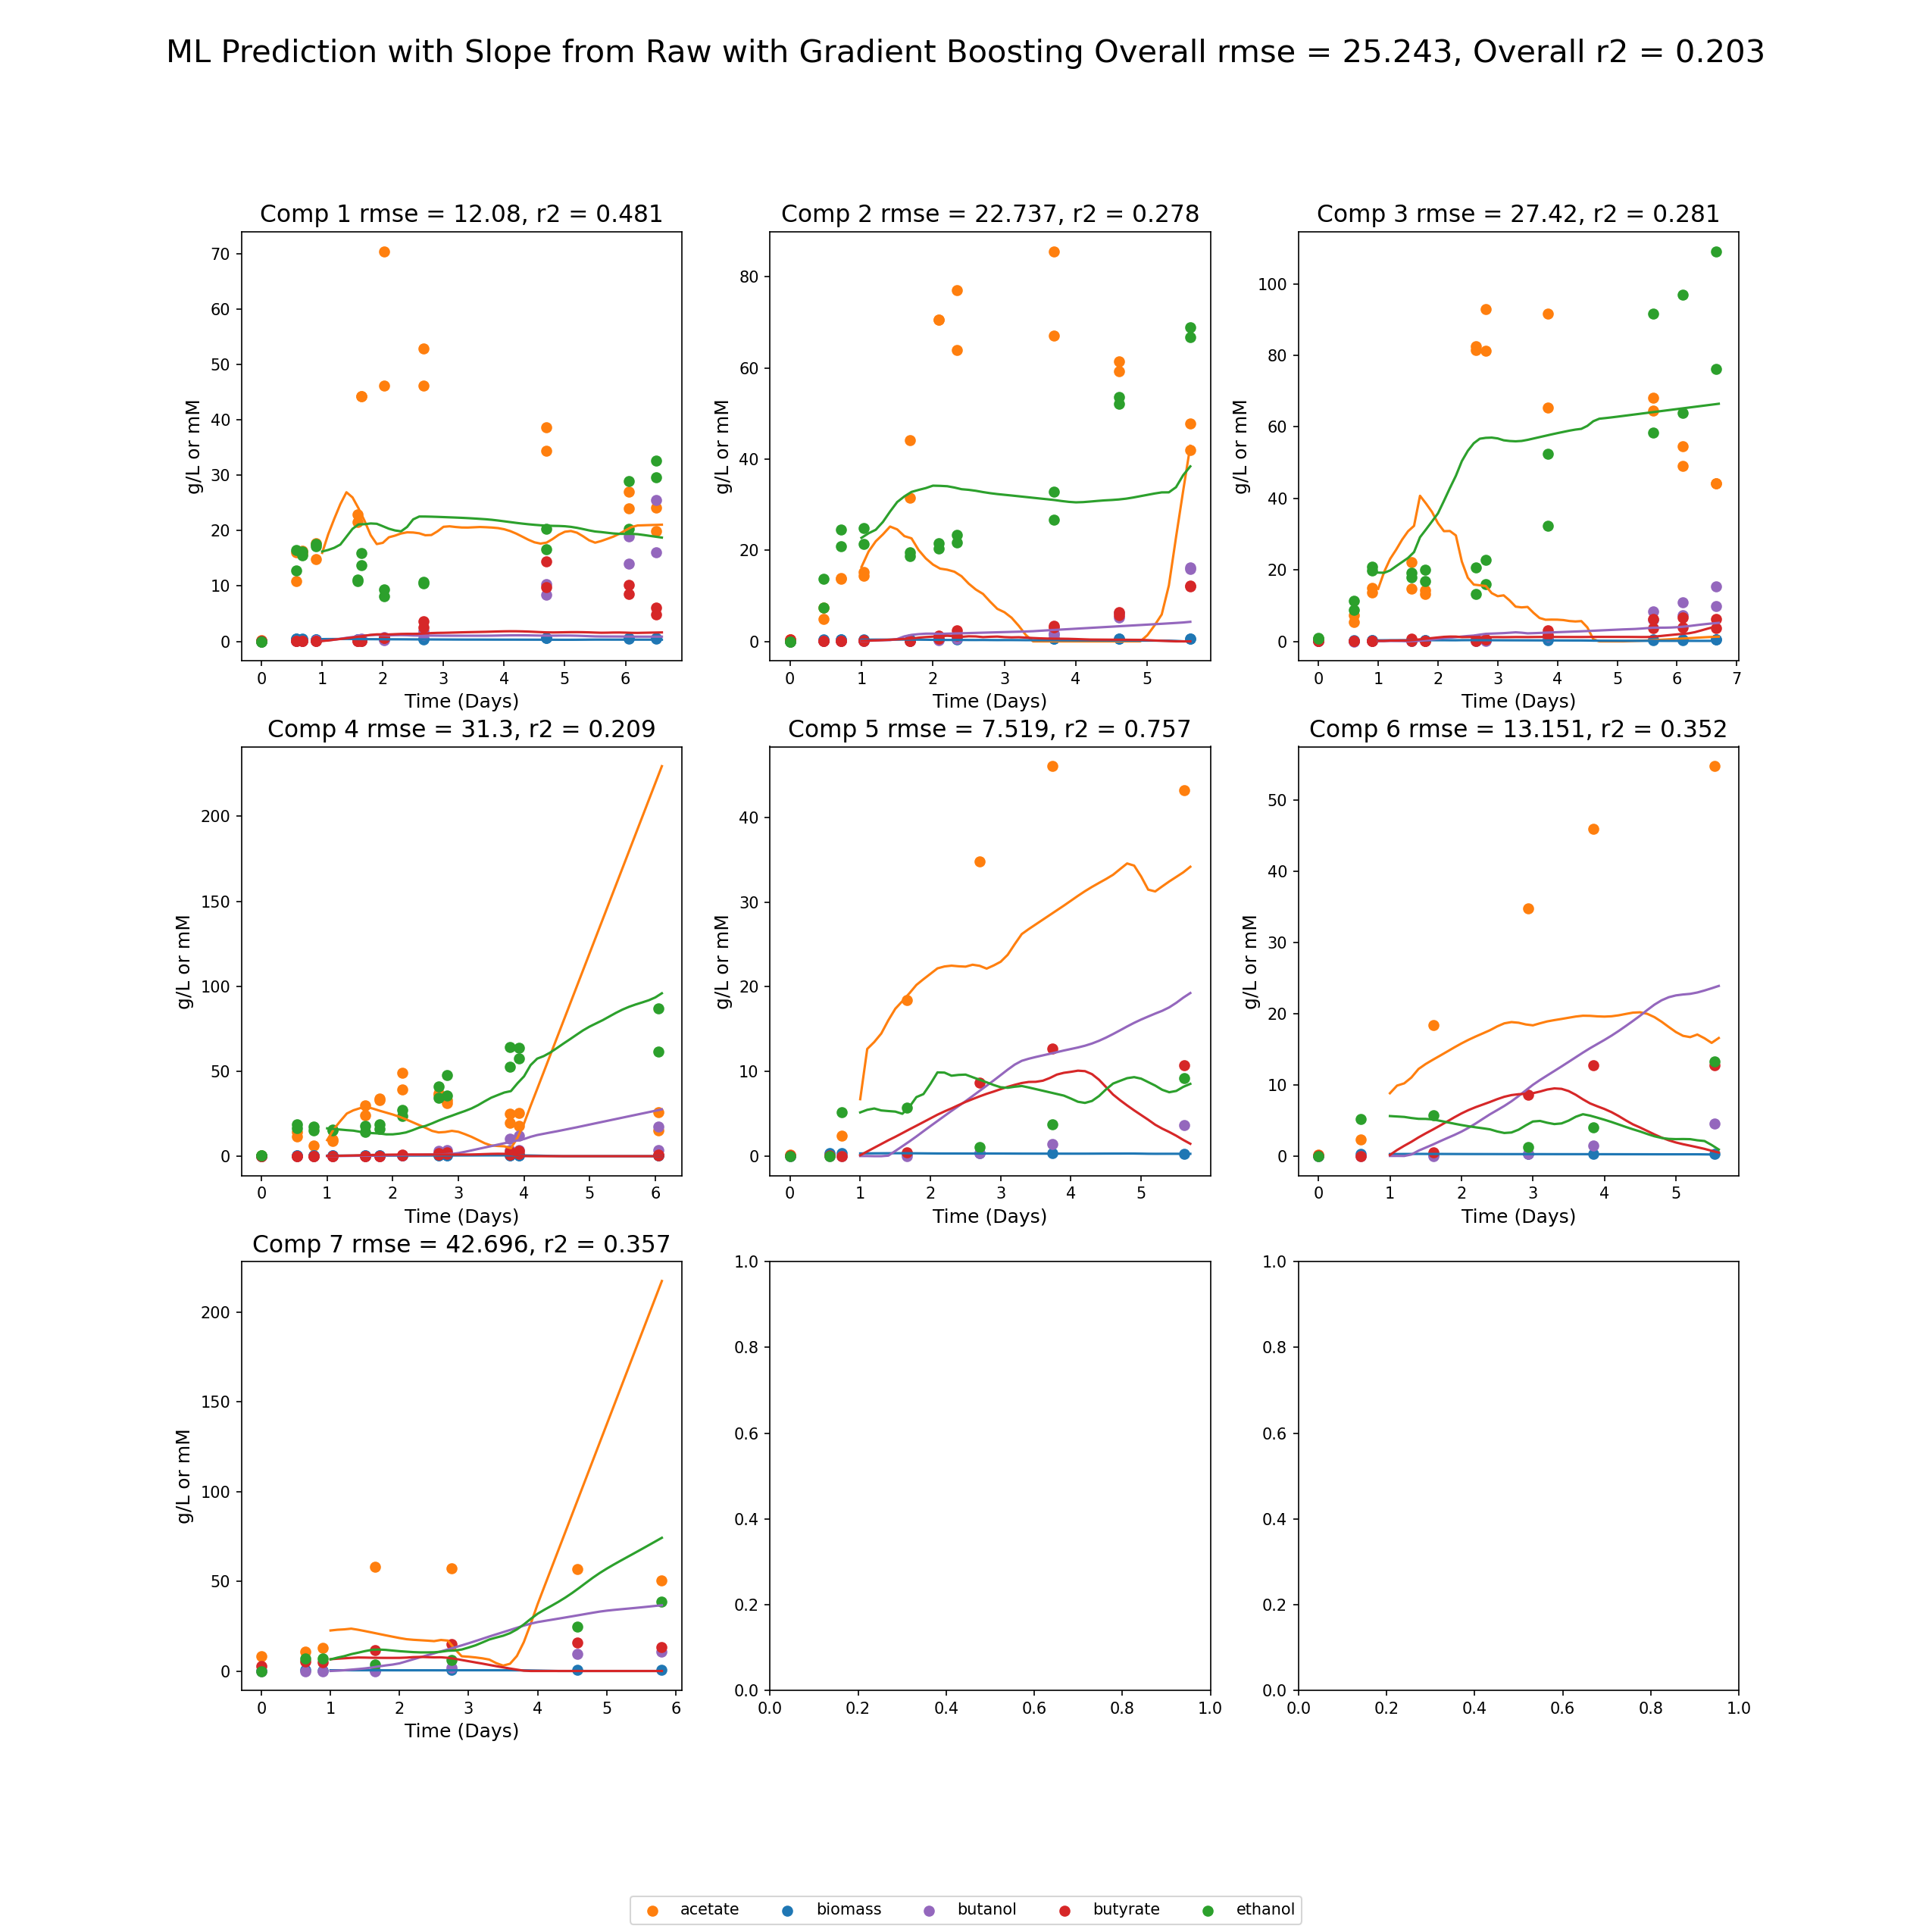 ML Prediction with Slope from Raw with Gradient Boosting Overall rmse = 25.243, Overall r2 = 0.203
Comp 1 rmse = 12.08, r2 = 0.481
g/L or mM
70
60
50
40
30
20
10
0
0 1 2 3 4 5 6
Time (Days)
Comp 2 rmse = 22.737, r2 = 0.278
g/L or mM
80
60
40
20
0
0 1 2 3 4 5
Time (Days)
Comp 3 rmse = 27.42, r2 = 0.281
g/L or mM
100
80
60
40
20
0
0 1 2 3 4 5 6 7
Time (Days)
Comp 4 rmse = 31.3, r2 = 0.209
g/L or mM
200
150
100
50
0
0 1 2 3 4 5 6
Time (Days)
Comp 5 rmse = 7.519, r2 = 0.757
g/L or mM
40
30
20
10
0
0 1 2 3 4 5
Time (Days)
Comp 6 rmse = 13.151, r2 = 0.352
g/L or mM
50
40
30
20
10
0
0 1 2 3 4 5
Time (Days)
Comp 7 rmse = 42.696, r2 = 0.357
g/L or mM
200
150
100
50
0
0 1 2 3 4 5 6
Time (Days)
1.0
0.8
0.6
0.4
0.2
0.0
0.0 0.2 0.4 0.6 0.8 1.0
1.0
0.8
0.6
0.4
0.2
0.0
0.0 0.2 0.4 0.6 0.8 1.0
acetate biomass butanol butyrate ethanol